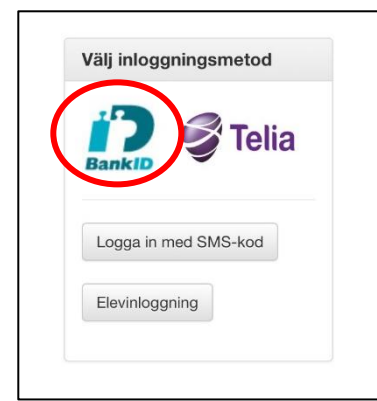 Välj inloggningsmetod
BankID Telia
Logga in med SMS-kod
Elevinloggning